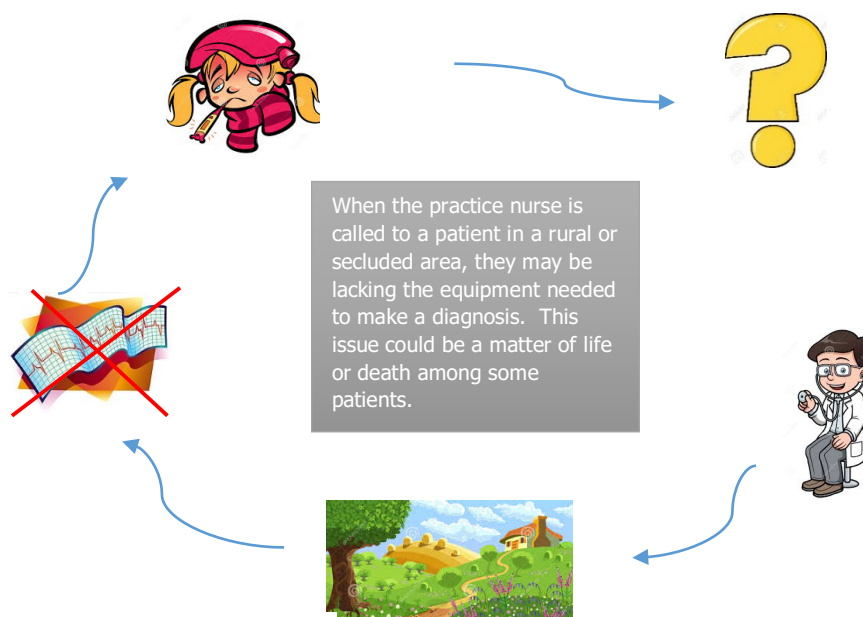 When the practice nurse is
called to a patient in a rural or
secluded area, they may be
lacking the equipment needed
to make a diagnosis.  This
issue could be a matter of life
or death among some
patients.